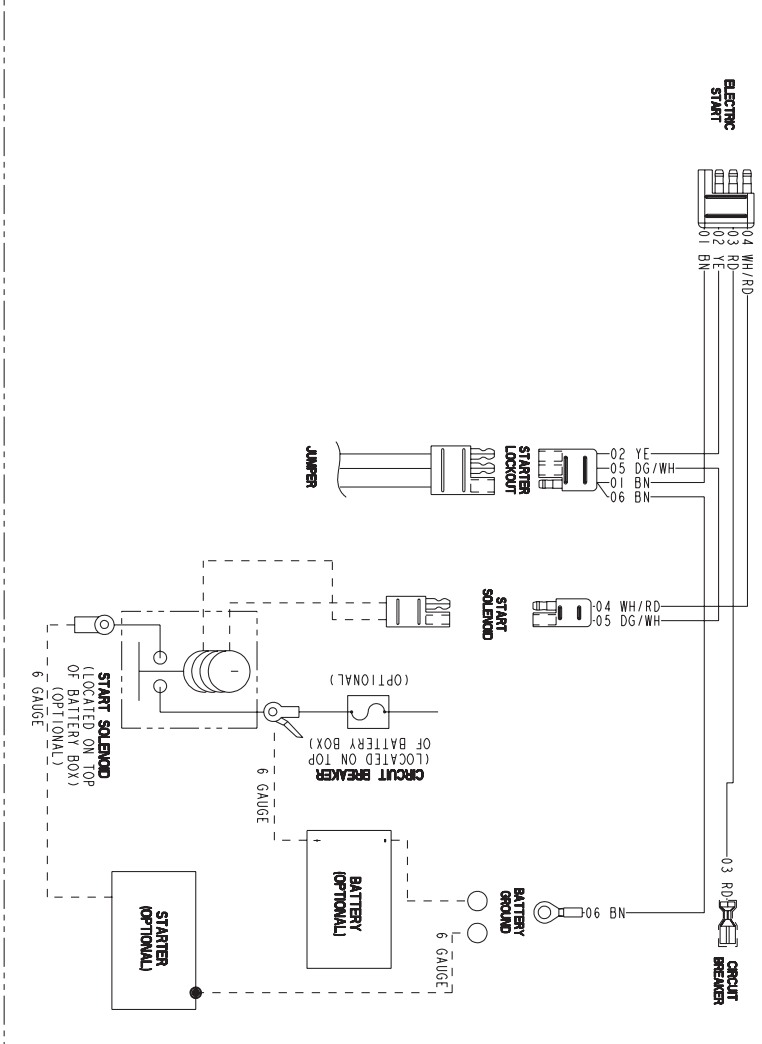 ELECTRIC
START
04 WH/RD
03 RD
02 YE
01 BN
JUMPER
STARTER
LOCKOUT
02 YE
05 DG/WH
01 BN
06 BN
START
SOLENOID
04 WH/RD
05 DG/WH
(OPTIONAL)
CIRCUIT BREAKER
(LOCATED ON TOP
OF BATTERY BOX)
START SOLENOID
(LOCATED ON TOP
OF BATTERY BOX)
(OPTIONAL)
6 GAUGE
6 GAUGE
BATTERY
(OPTIONAL)
+
-
BATTERY
GROUND
06 BN
6 GAUGE
STARTER
(OPTIONAL)
03 RD
CIRCUIT
BREAKER